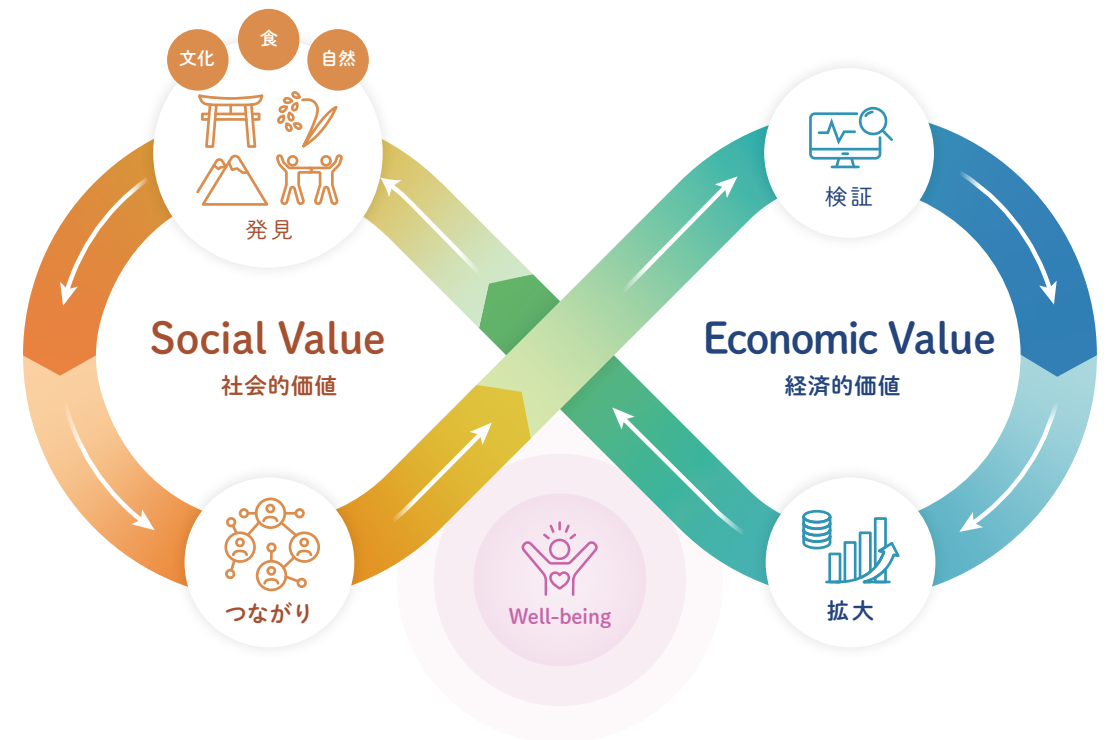 文化
食
自然
発見
検証
Social Value
社会的価値
Economic Value
経済的価値
つながり
Well-being
拡大